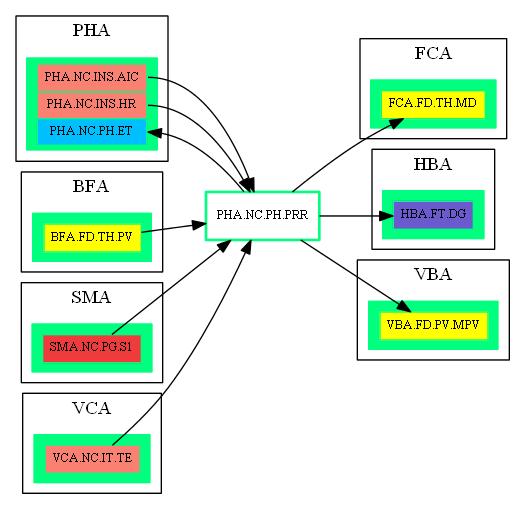 PHA
PHA.NC.INS.AIC
PHA.NC.INS.HR
PHA.NC.PH.ET
BFA
BFA.FD.TH.PV
SMA
SMA.NC.PG.S1
VCA
VCA.NC.IT.TE
PHA.NC.PH.PRR
FCA
FCA.FD.TH.MD
HBA
HBA.FT.DG
VBA
VBA.FD.PV.MPV